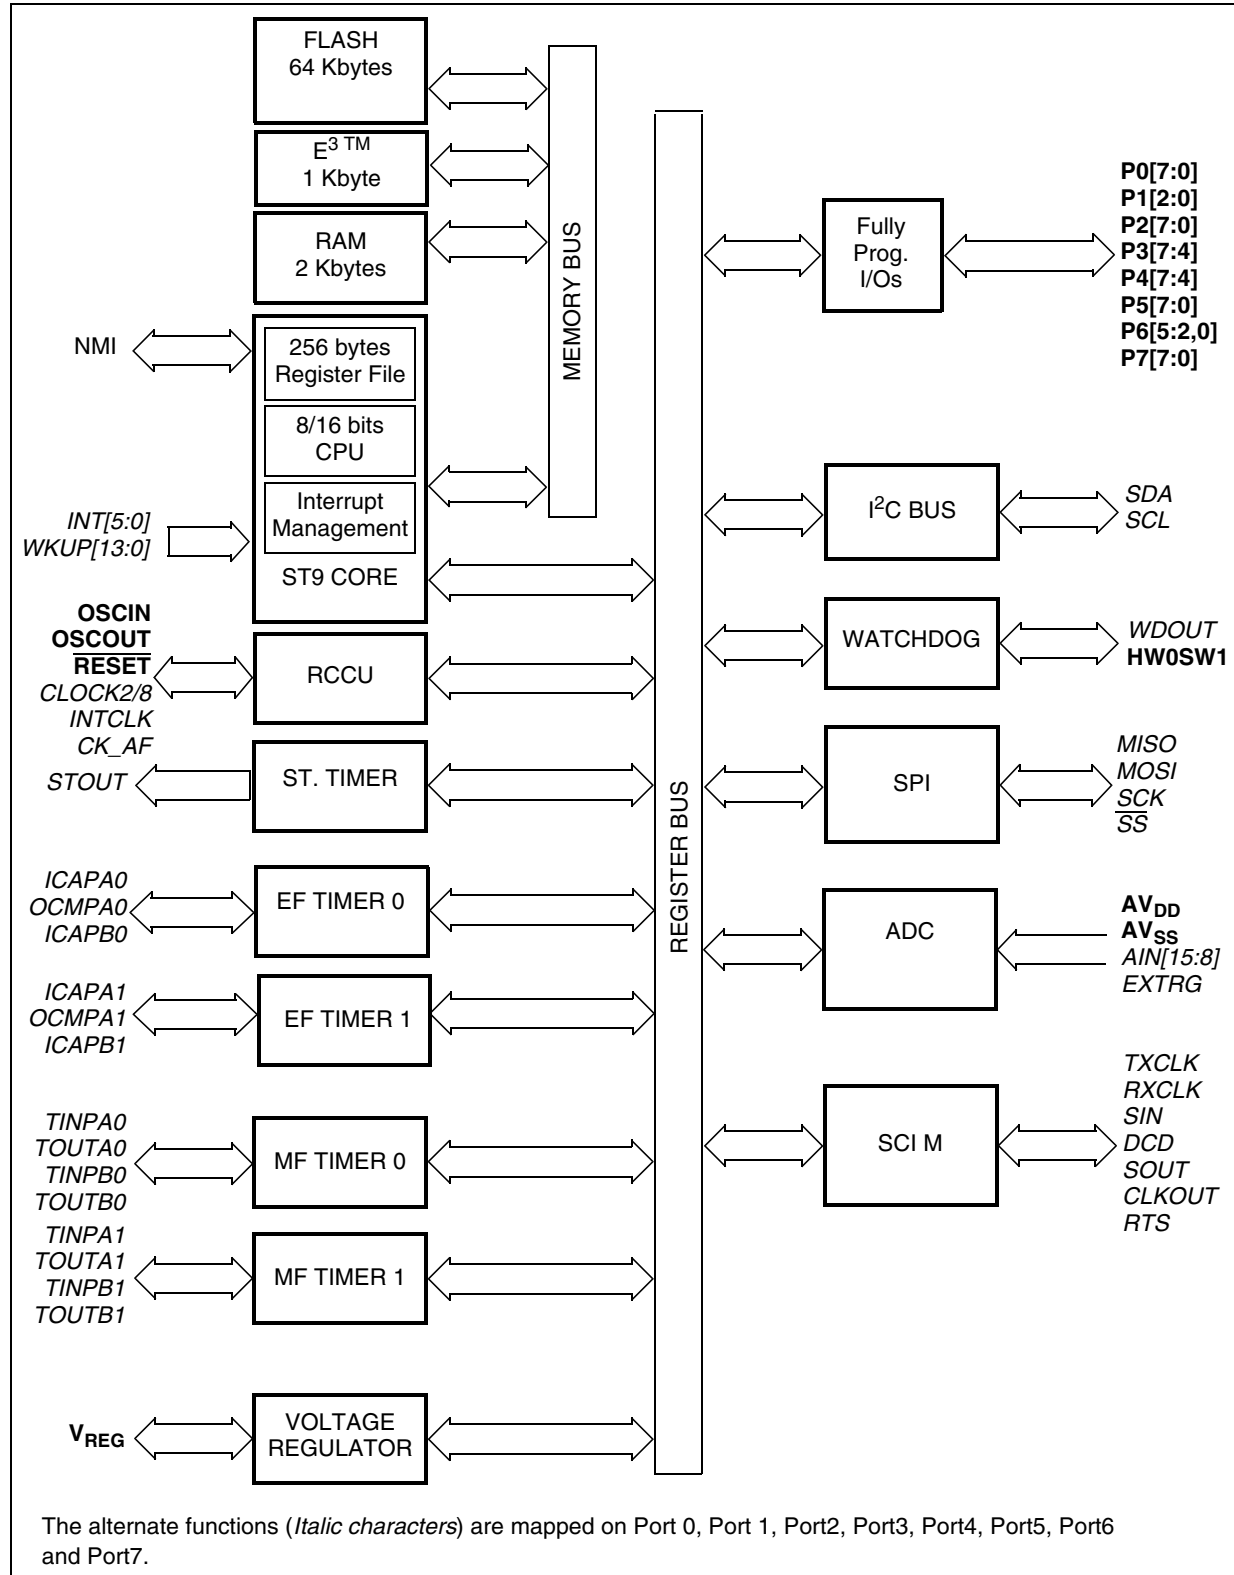 FLASH
64 Kbytes
E³ TM
1 Kbyte
RAM
2 Kbytes
NMI
256 bytes
Register File
8/16 bits
CPU
Interrupt
Management
ST9 CORE
INT[5:0]
WKUP[13:0]
OSCIN
OSCOUT
RESET
CLOCK2/8
INTCLK
CK_AF
RCCU
STOUT
ST. TIMER
ICAPA0
OCMPA0
ICAPB0
EF TIMER 0
ICAPA1
OCMPA1
ICAPB1
EF TIMER 1
TINPA0
TOUTA0
TINPB0
TOUTB0
MF TIMER 0
TINPA1
TOUTA1
TINPB1
TOUTB1
MF TIMER 1
VREG
VOLTAGE
REGULATOR
MEMORY BUS
REGISTER BUS
Fully
Prog.
I/Os
P0[7:0]
P1[2:0]
P2[7:0]
P3[7:4]
P4[7:4]
P5[7:0]
P6[5:2,0]
P7[7:0]
I²C BUS
SDA
SCL
WATCHDOG
WDOUT
HW0SW1
SPI
MISO
MOSI
SCK
SS
ADC
AVDD
AVSS
AIN[15:8]
EXTRG
SCI M
TXCLK
RXCLK
SIN
DCD
SOUT
CLKOUT
RTS
The alternate functions (Italic characters) are mapped on Port 0, Port 1, Port2, Port3, Port4, Port5, Port6
and Port7.